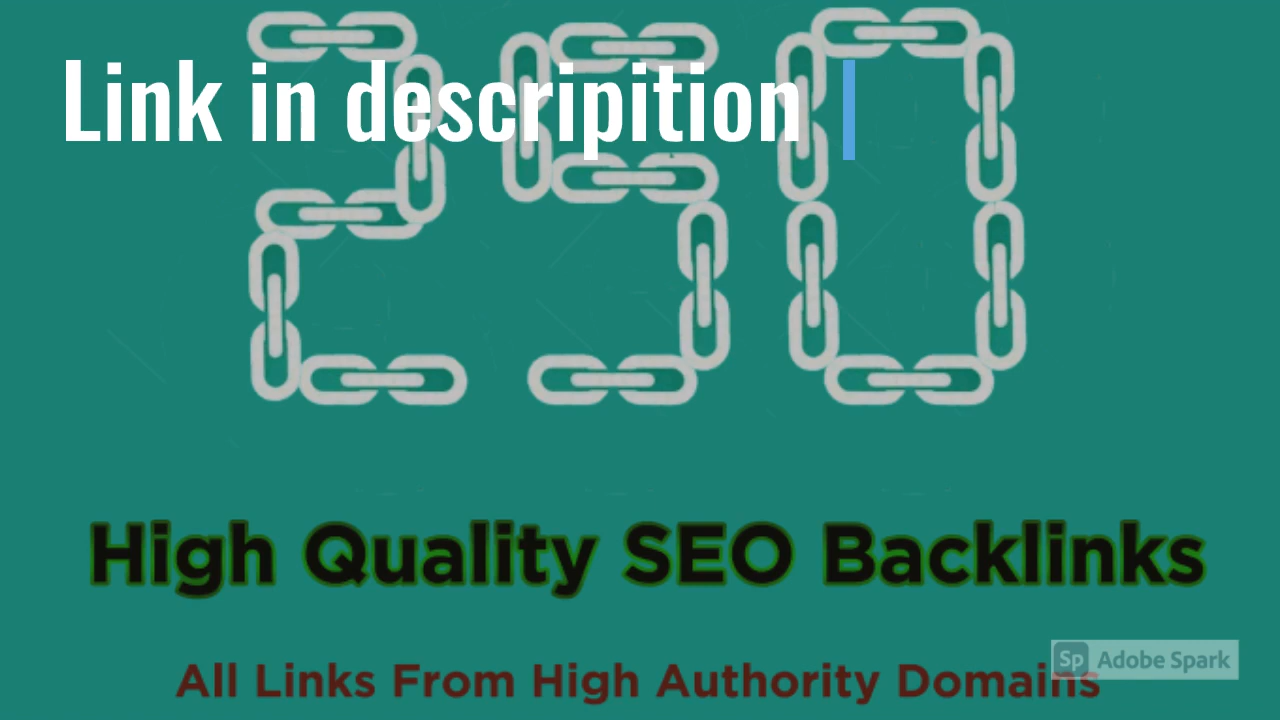 Link in descripition
250
High Quality SEO Backlinks
All Links From High Authority Domains
Sp Adobe Spark